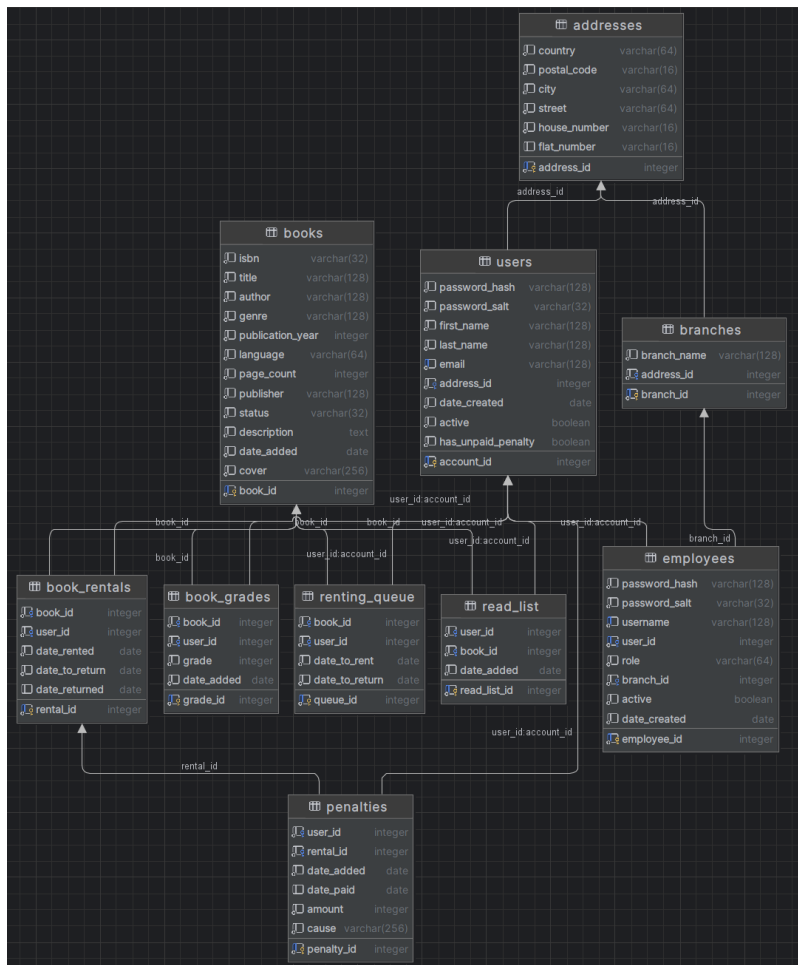 addresses
country varchar(64)
postal_code varchar(16)
city varchar(64)
street varchar(64)
house_number varchar(16)
flat_number varchar(16)
address_id integer
address_id
address_id
books
isbn varchar(32)
title varchar(128)
author varchar(128)
genre varchar(128)
publication_year integer
language varchar(64)
page_count integer
publisher varchar(128)
status varchar(32)
description text
date_added date
cover varchar(256)
book_id integer
users
password_hash varchar(128)
password_salt varchar(32)
first_name varchar(128)
last_name varchar(128)
email varchar(128)
address_id integer
date_created date
active boolean
has_unpaid_penalty boolean
account_id integer
branches
branch_name varchar(128)
address_id integer
branch_id integer
user_id:account_id
book_id
book_id
book_id
user_id:account_id
user_id:account_id
book_id
user_id:account_id
user_id:account_id
branch_id
book_rentals
book_id integer
user_id integer
date_rented date
date_to_return date
date_returned date
rental_id integer
book_grades
book_id integer
user_id integer
grade integer
date_added date
grade_id integer
renting_queue
book_id integer
user_id integer
date_to_rent date
date_to_return date
queue_id integer
read_list
user_id integer
book_id integer
date_added date
read_list_id integer
employees
password_hash varchar(128)
password_salt varchar(32)
username varchar(128)
user_id integer
role varchar(64)
branch_id integer
active boolean
date_created date
employee_id integer
user_id:account_id
rental_id
penalties
user_id integer
rental_id integer
date_added date
date_paid date
amount integer
cause varchar(256)
penalty_id integer